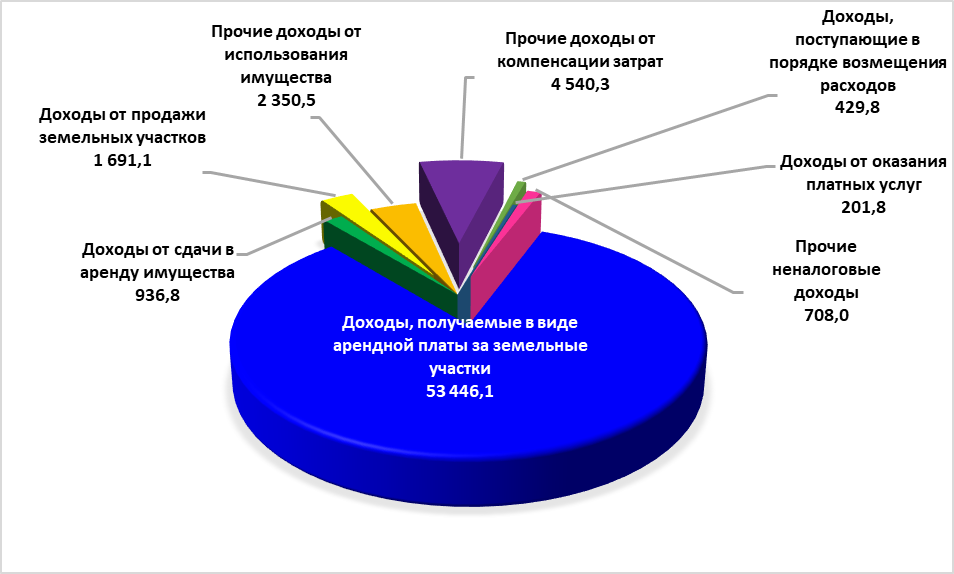 Прочие доходы от
использования
имущества
2 350,5
Прочие доходы от
компенсации затрат
4 540,3
Доходы,
поступающие в
порядке возмещения
расходов
429,8
Доходы от продажи
земельных участков
1 691,1
Доходы от оказания
платных услуг
201,8
Доходы от сдачи в
аренду имущества
936,8
Прочие
неналоговые
доходы
708,0
Доходы, получаемые в виде
арендной платы за земельные
участки
53 446,1